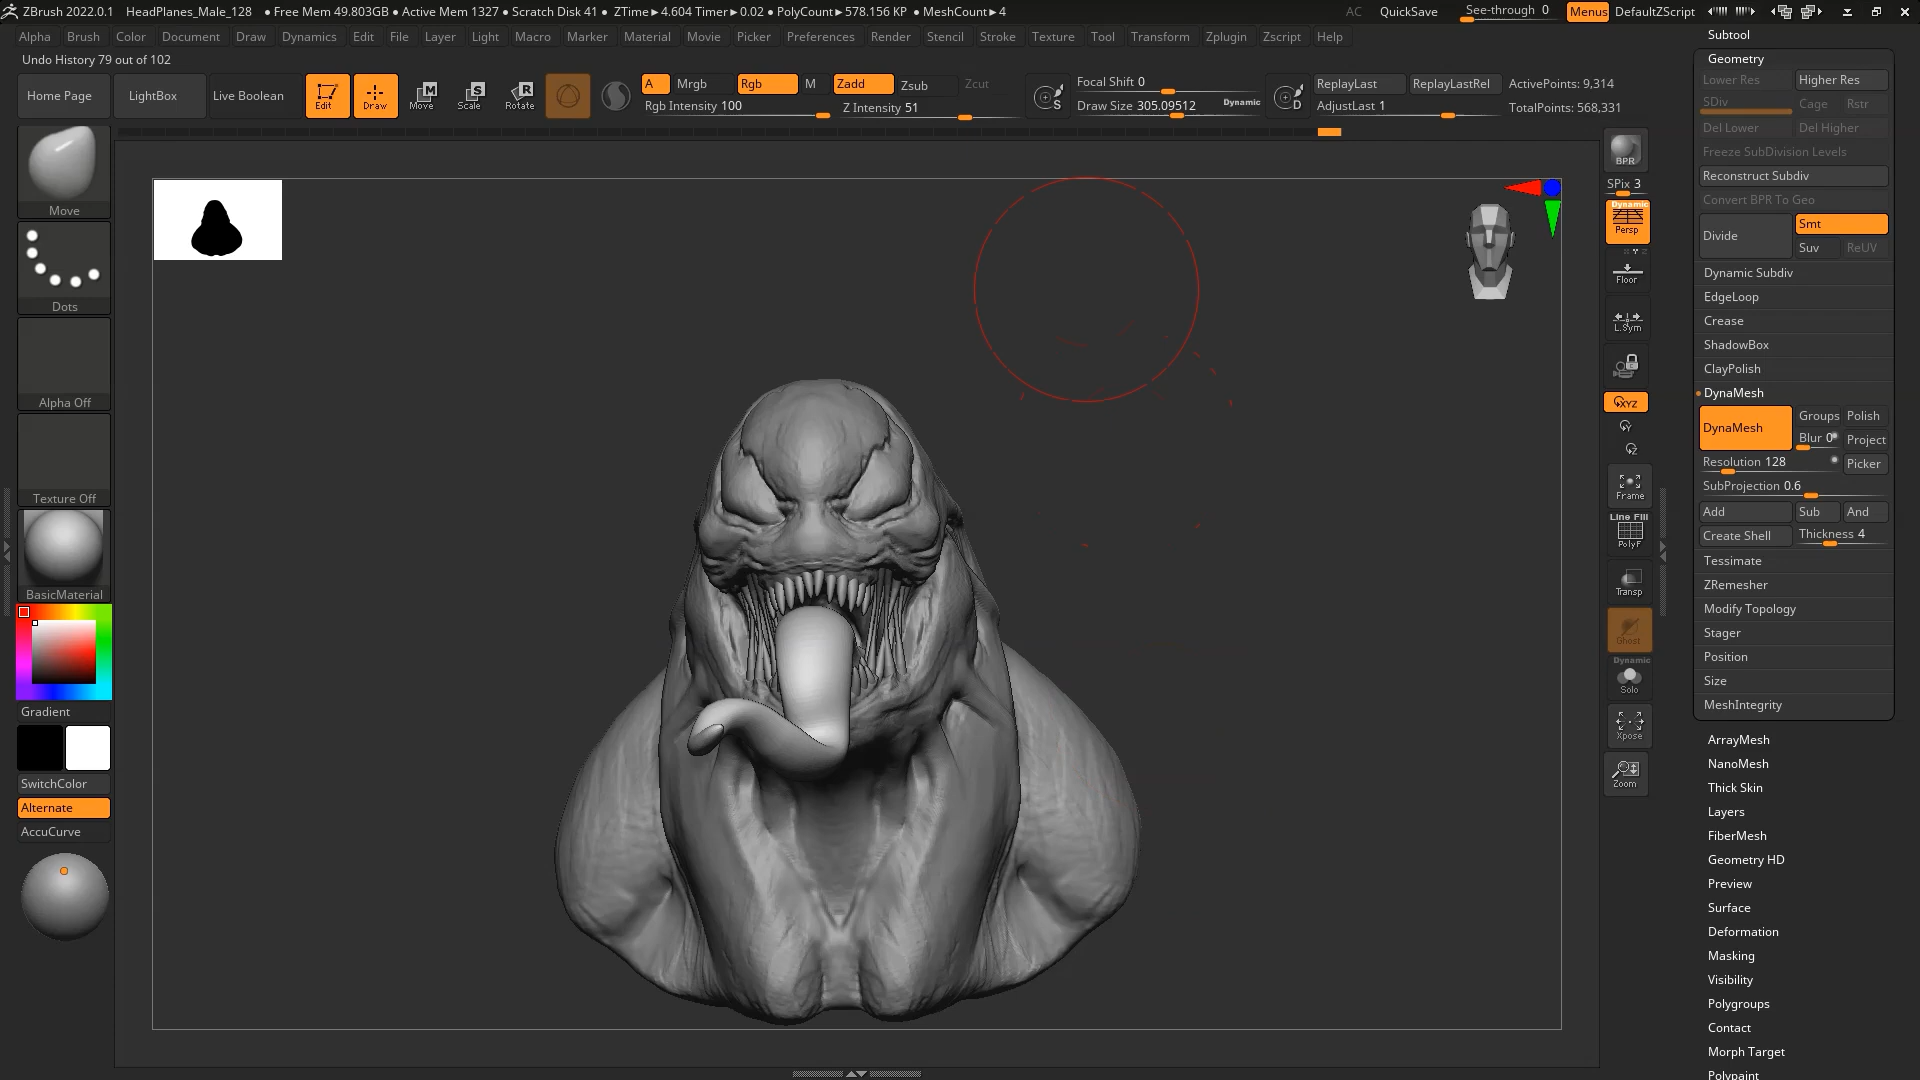 ZBrush 2022.0.1 HeadPlanes_Male_128 ● Free Mem 49.803GB ● Active Mem 1327 ● Scratch Disk 41 ● ZTime►4.604 Timer►0.02 ● PolyCount►578.156 KP ● MeshCount►4 AC QuickSave See-through 0 Menus DefaultZScript
Alpha Brush Color Document Draw Dynamics Edit File Layer Light Macro Marker Material Movie Picker Preferences Render Stencil Stroke Texture Tool Transform Zplugin Zscript Help
Undo History 79 out of 102
Home Page LightBox Live Boolean Edit Draw Move Scale Rotate
M S R
A Mrgb Rgb M Zadd Zsub Zcut
Rgb Intensity 100 Z Intensity 51
S Focal Shift 0
Draw Size 305.09512 Dynamic
D ReplayLast ReplayLastRel
AdjustLast 1
ActivePoints: 9,314
TotalPoints: 568,331
Move
Dots
Alpha Off
Texture Off
BasicMaterial
Gradient
SwitchColor
Alternate
AccuCurve
BPR
SPix 3
Dynamic
Persp
Floor
L.Sym
XYZ
Y
Z
Frame
Line Fill
PolyF
Transp
Ghost
Dynamic
Solo
Xpose
Zoom
Subtool
Geometry
Lower Res Higher Res
SDiv Cage Rstr
Del Lower Del Higher
Freeze SubDivision Levels
Reconstruct Subdiv
Convert BPR To Geo
Divide Smt
Suv ReUV
Dynamic Subdiv
EdgeLoop
Crease
ShadowBox
ClayPolish
DynaMesh
DynaMesh Groups Polish
Blur 0 Project
Resolution 128 Picker
SubProjection 0.6
Add Sub And
Create Shell Thickness 4
Tessimate
ZRemesher
Modify Topology
Stager
Position
Size
MeshIntegrity
ArrayMesh
NanoMesh
Thick Skin
Layers
FiberMesh
Geometry HD
Preview
Surface
Deformation
Masking
Visibility
Polygroups
Contact
Morph Target
Polypaint